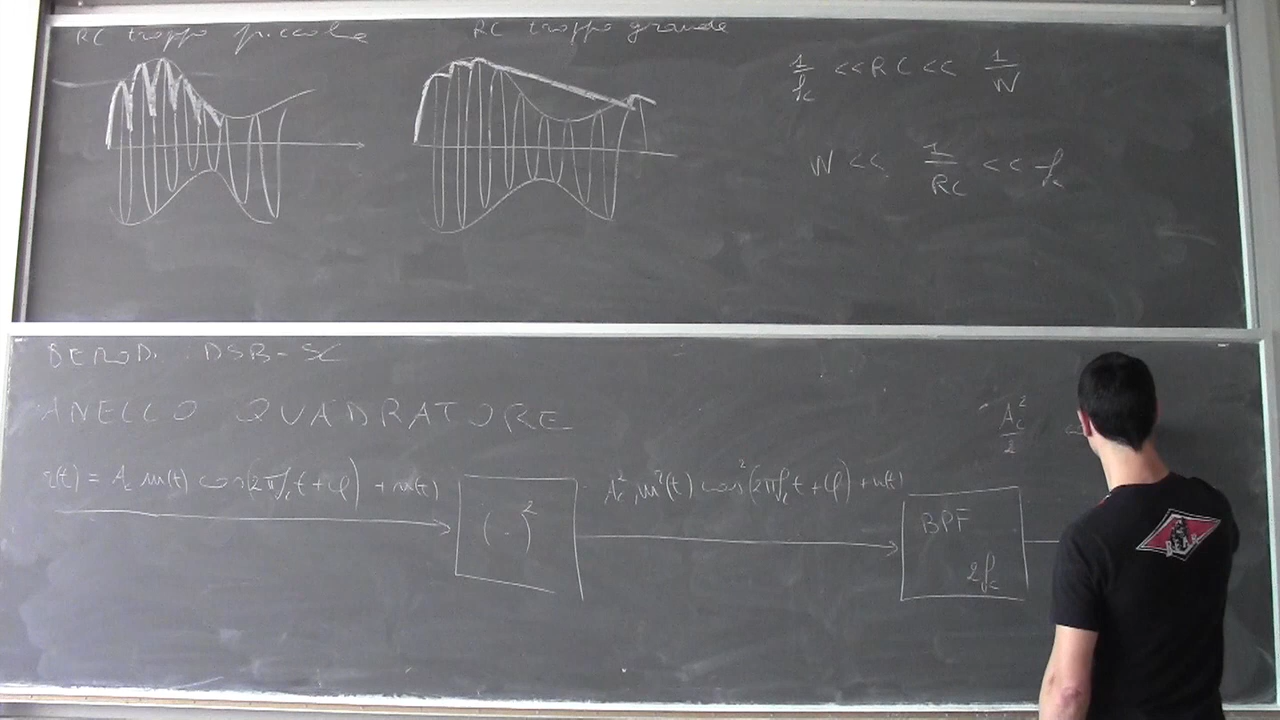 RC troppo piccolo
RC troppo grande
1/fc << RC << 1/W
W << 1/RC << fc
DEMOD. DSB-SC
ANELLO QUADRATORE
r(t) = Ac m(t) cos(2πfc t + φ) + n(t)
(·)²
Ac² m²(t) cos²(2πfc t + φ) + n(t)
BPF
2fc
Ac²/2